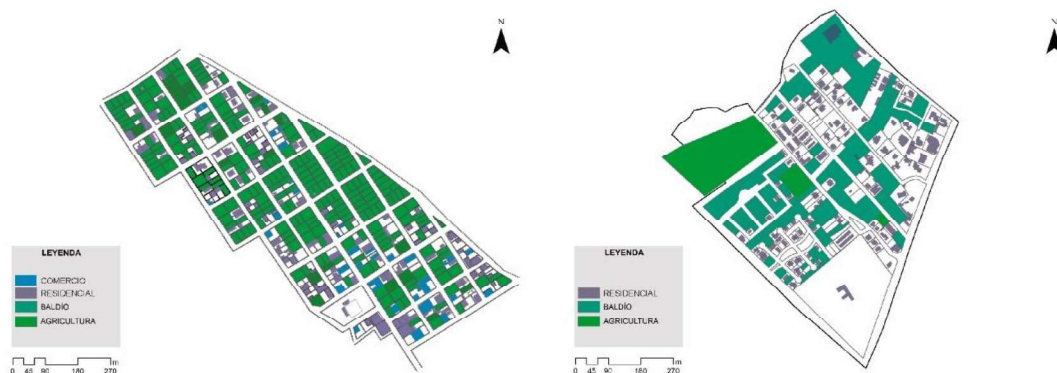 N
LEYENDA
COMERCIO
RESIDENCIAL
BALDÍO
AGRICULTURA
m
0 45 90 180 270
N
LEYENDA
RESIDENCIAL
BALDÍO
AGRICULTURA
m
0 45 90 180 270